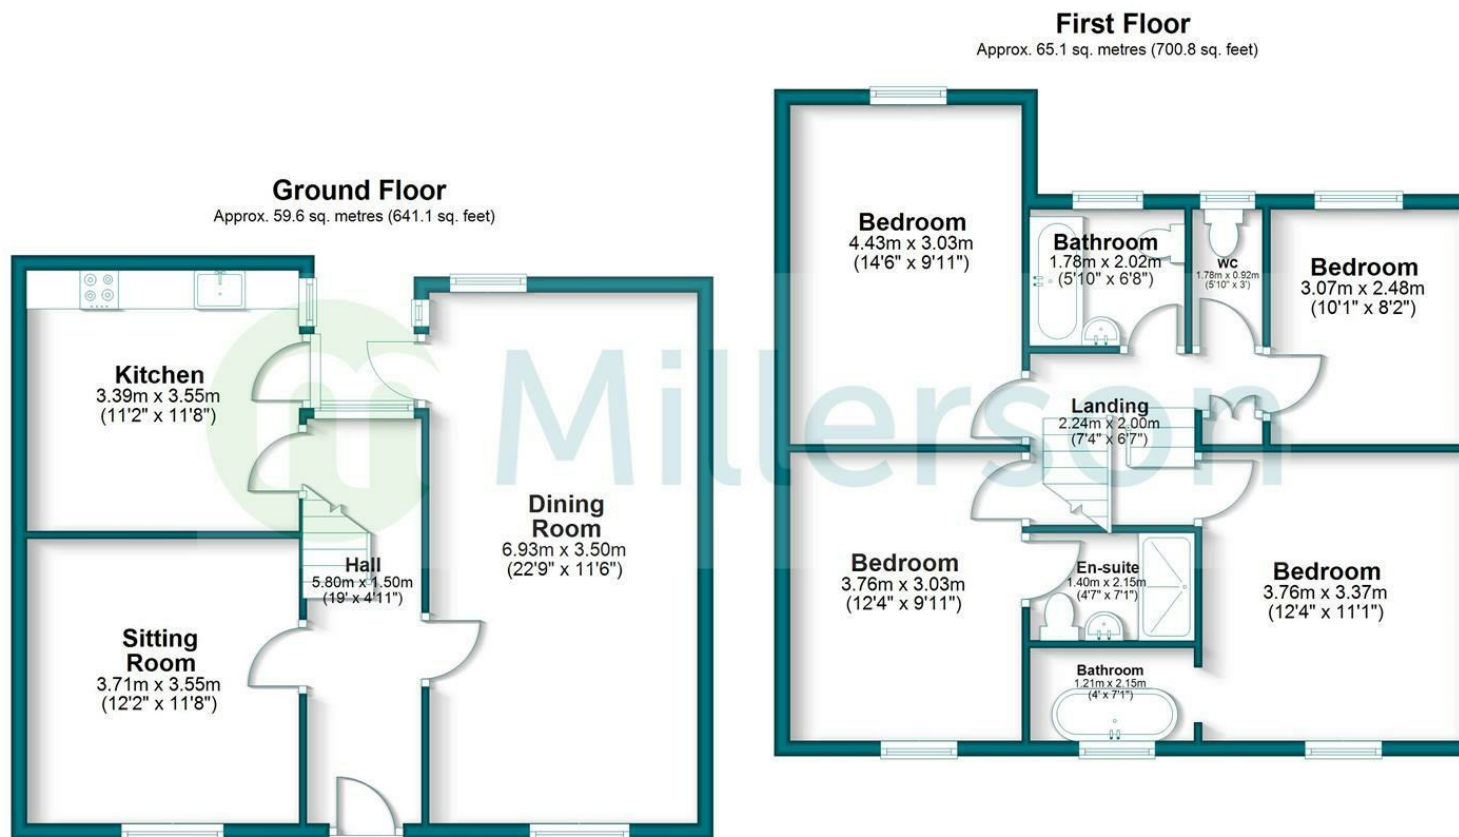 First Floor
Approx. 65.1 sq. metres (700.8 sq. feet)
Ground Floor
Approx. 59.6 sq. metres (641.1 sq. feet)
Kitchen
3.39m x 3.55m
(11'2" x 11'8")
Dining
Room
6.93m x 3.50m
(22'9" x 11'6")
Hall
5.80m x 1.50m
(19' x 4'11")
Sitting
Room
3.71m x 3.55m
(12'2" x 11'8")
Bedroom
4.43m x 3.03m
(14'6" x 9'11")
Bathroom
1.78m x 2.02m
(5'10" x 6'8")
WC
1.78m x 0.92m
(5'10" x 3')
Bedroom
3.07m x 2.48m
(10'1" x 8'2")
Landing
2.24m x 2.00m
(7'4" x 6'7")
Bedroom
3.76m x 3.03m
(12'4" x 9'11")
En-suite
1.40m x 2.15m
(4'7" x 7'1")
Bedroom
3.76m x 3.37m
(12'4" x 11'1")
Bathroom
1.21m x 2.15m
(4' x 7'1")
m Millerson